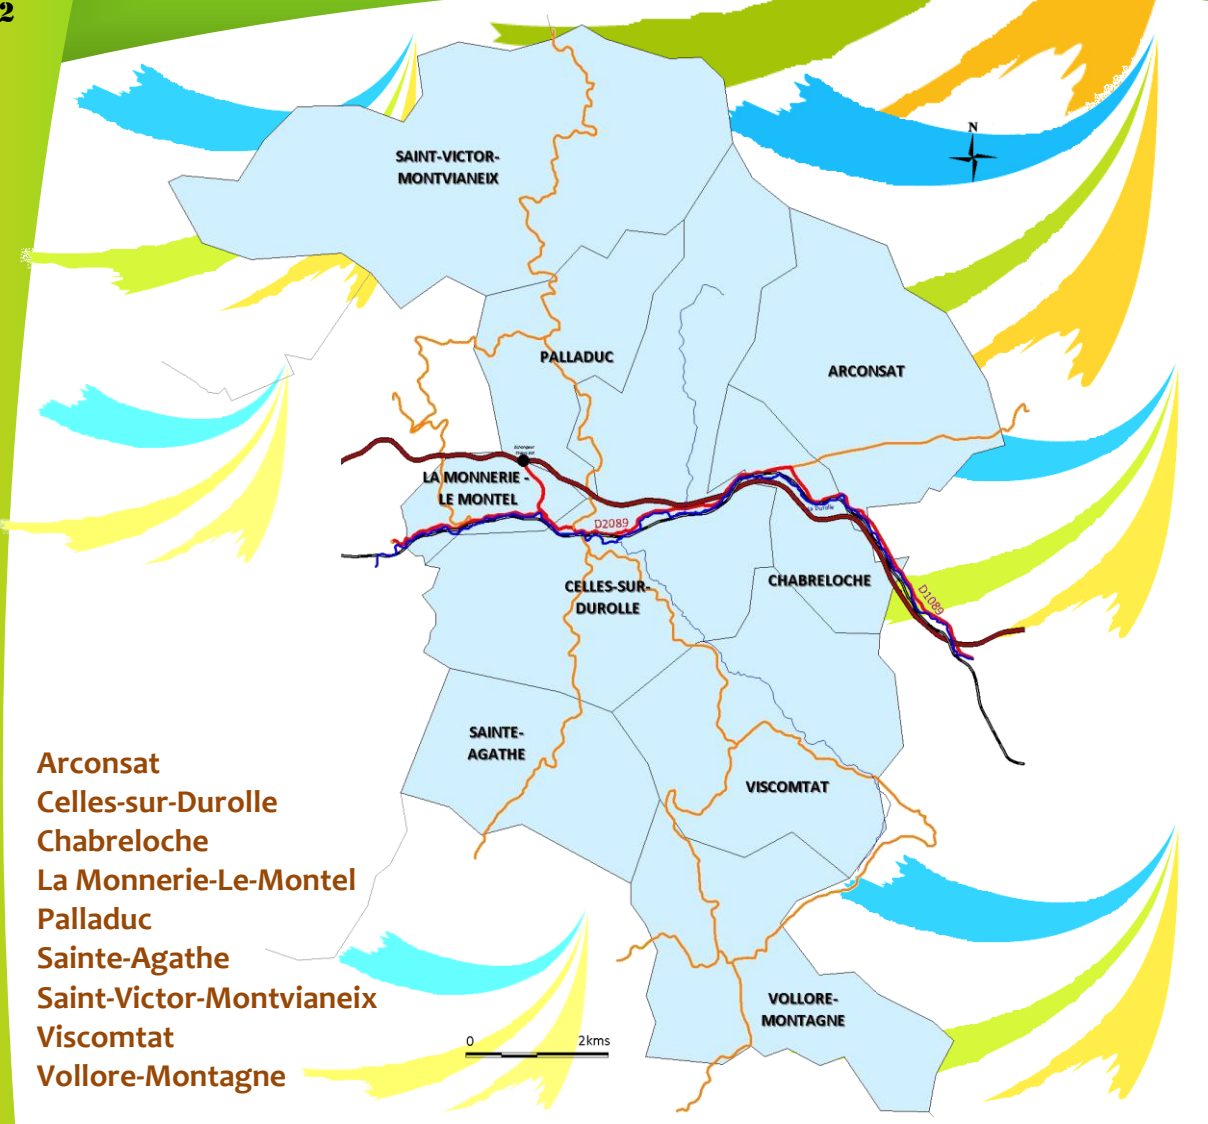 2
N
SAINT-VICTOR-
MONTVIANEIX
PALLADUC
ARCONSAT
LA MONNERIE -
LE MONTEL
D2089
La Durolle
CELLES-SUR-
DUROLLE
CHABRELOCHE
D1089
SAINTE-
AGATHE
VISCOMTAT
VOLLORE-
MONTAGNE
0 2kms
Arconsat
Celles-sur-Durolle
Chabreloche
La Monnerie-Le-Montel
Palladuc
Sainte-Agathe
Saint-Victor-Montvianeix
Viscomtat
Vollore-Montagne